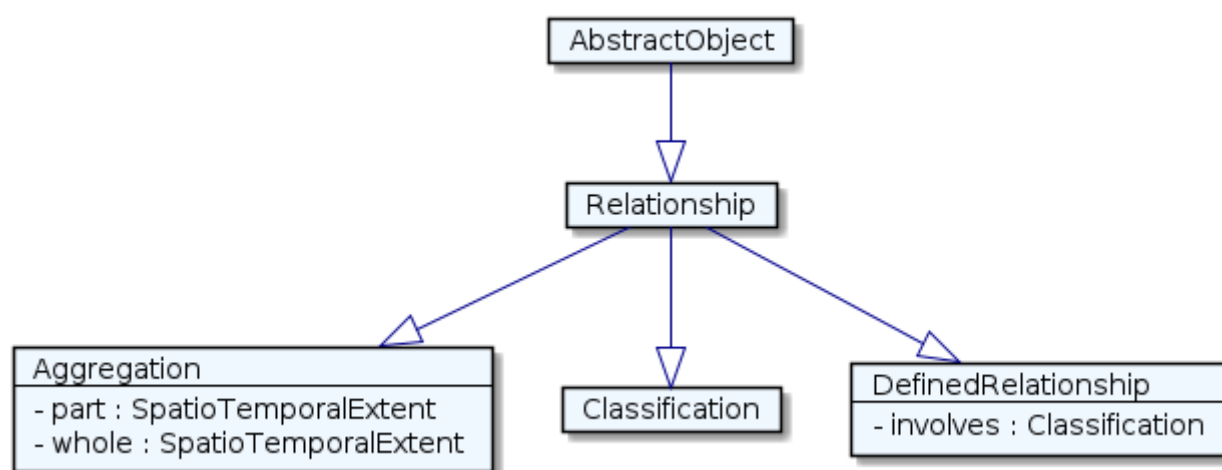 AbstractObject
Relationship
Aggregation
- part : SpatioTemporalExtent
- whole : SpatioTemporalExtent
Classification
DefinedRelationship
- involves : Classification